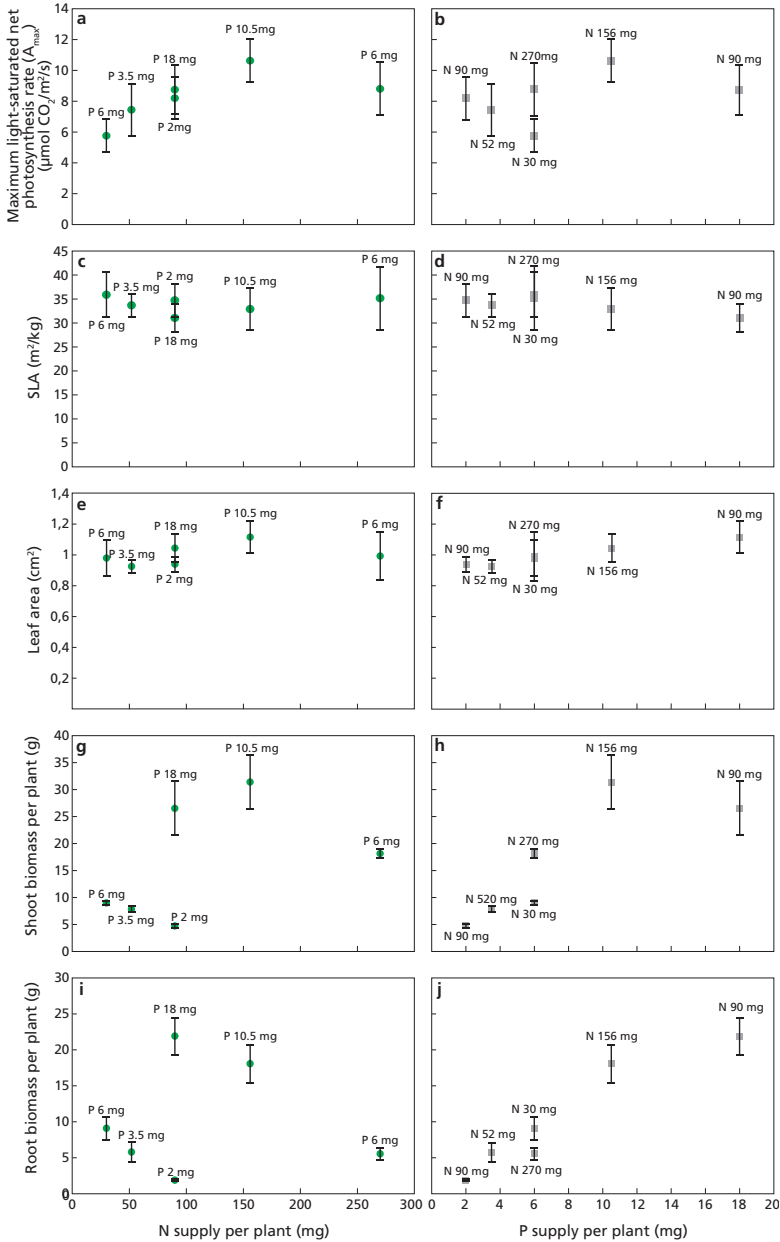 Maximum light-saturated net
photosynthesis rate (Amax)
(µmol CO2/m²/s)
a
14
12
10
8
6
4
2
0
P 6 mg
P 3.5 mg
P 18 mg
P 2mg
P 10.5mg
P 6 mg
b
N 90 mg
N 52 mg
N 270mg
N 30 mg
N 156 mg
N 90 mg
SLA (m²/kg)
c
45
40
35
30
25
20
15
10
5
0
P 6 mg
P 3.5 mg
P 2 mg
P 18 mg
P 10.5 mg
P 6 mg
d
N 90 mg
N 52 mg
N 270 mg
N 30 mg
N 156 mg
N 90 mg
Leaf area (cm²)
e
1,4
1.2
1
0,8
0,6
0,4
0,2
P 6 mg
P 3.5 mg
P 18 mg
P 2 mg
P 10.5 mg
P 6 mg
f
N 90 mg
N 52 mg
N 270 mg
N 30 mg
N 156 mg
N 90 mg
Shoot biomass per plant (g)
g
40
35
30
25
20
15
10
5
0
P 6 mg
P 3.5 mg
P 18 mg
P 2 mg
P 10.5 mg
P 6 mg
h
N 90 mg
N 520 mg
N 270 mg
N 30 mg
N 156 mg
N 90 mg
Root biomass per plant (g)
i
30
25
20
15
10
5
0
P 6 mg
P 3.5 mg
P 18 mg
P 2 mg
P 10.5 mg
P 6 mg
j
N 90 mg
N 52 mg
N 30 mg
N 270 mg
N 156 mg
N 90 mg
0 50 100 150 200 250 300
N supply per plant (mg)
0 2 4 6 8 10 12 14 16 18 20
P supply per plant (mg)